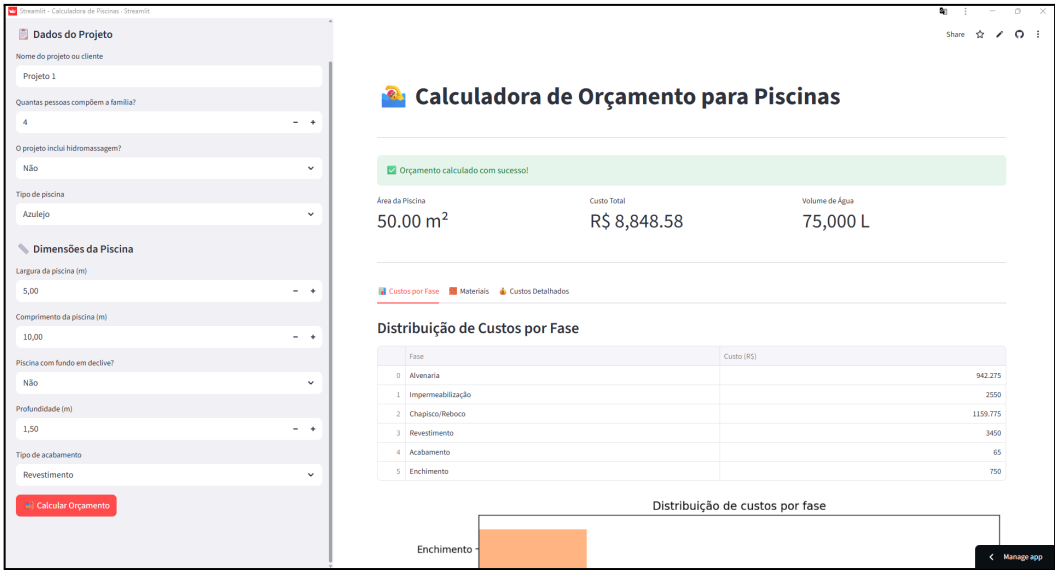 Streamlit - Calculadora de Piscinas · Streamlit
Dados do Projeto
Nome do projeto ou cliente
Projeto 1
Quantas pessoas compõem a família?
4
O projeto inclui hidromassagem?
Não
Tipo de piscina
Azulejo
Dimensões da Piscina
Largura da piscina (m)
5,00
Comprimento da piscina (m)
10,00
Piscina com fundo em declive?
Não
Profundidade (m)
1,50
Tipo de acabamento
Revestimento
Calcular Orçamento
Share
Calculadora de Orçamento para Piscinas
Orçamento calculado com sucesso!
Área da Piscina Custo Total Volume de Água
50.00 m² R$ 8,848.58 75,000 L
Custos por Fase Materiais Custos Detalhados
Distribuição de Custos por Fase
Fase Custo (R$)
0 Alvenaria 942.275
1 Impermeabilização 2550
2 Chapisco/Reboco 1159.775
3 Revestimento 3450
4 Acabamento 65
5 Enchimento 750
Distribuição de custos por fase
Enchimento
Manage app